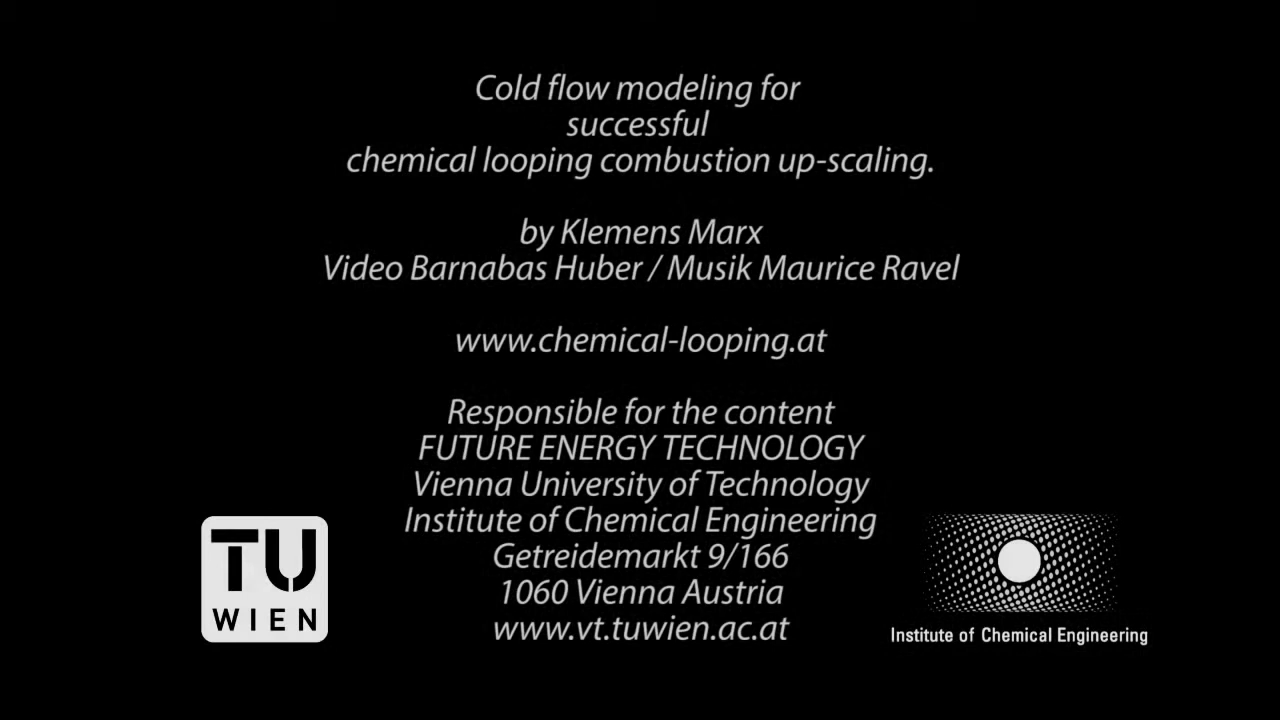 Cold flow modeling for
successful
chemical looping combustion up-scaling.
by Klemens Marx
Video Barnabas Huber / Musik Maurice Ravel
www.chemical-looping.at
Responsible for the content
FUTURE ENERGY TECHNOLOGY
Vienna University of Technology
Institute of Chemical Engineering
Getreidemarkt 9/166
1060 Vienna Austria
www.vt.tuwien.ac.at
TU
WIEN
Institute of Chemical Engineering